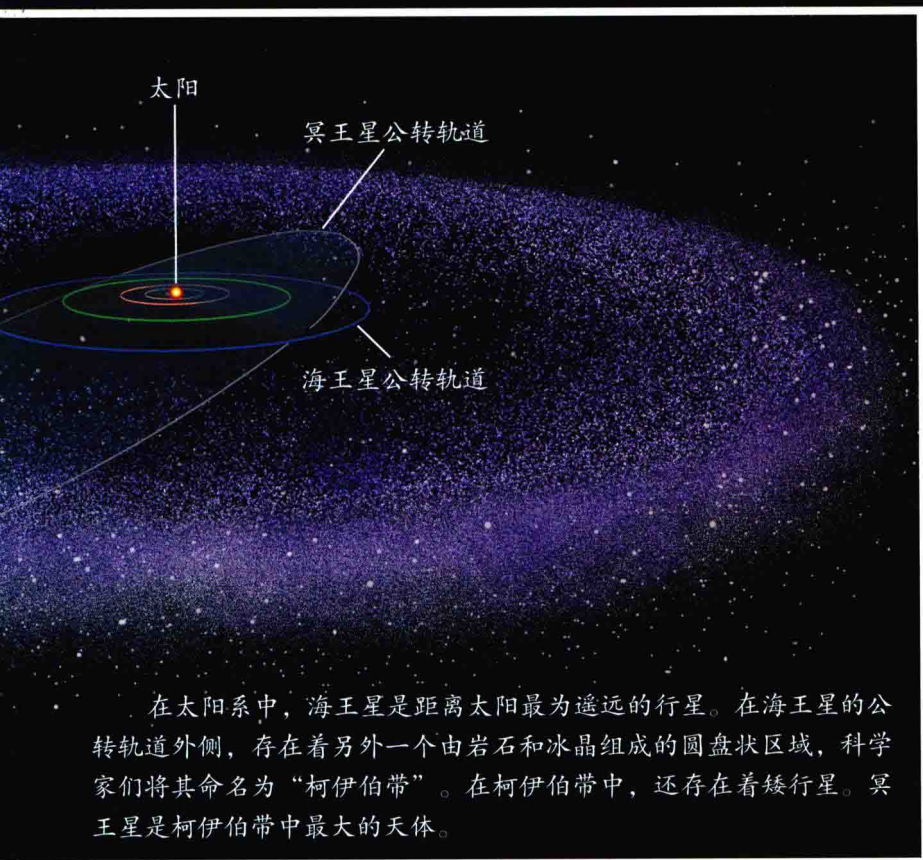 太阳
冥王星公转轨道
海王星公转轨道
在太阳系中，海王星是距离太阳最为遥远的行星。在海王星的公
转轨道外侧，存在着另外一个由岩石和冰晶组成的圆盘状区域，科学
家们将其命名为“柯伊伯带”。在柯伊伯带中，还存在着矮行星。冥
王星是柯伊伯带中最大的天体。